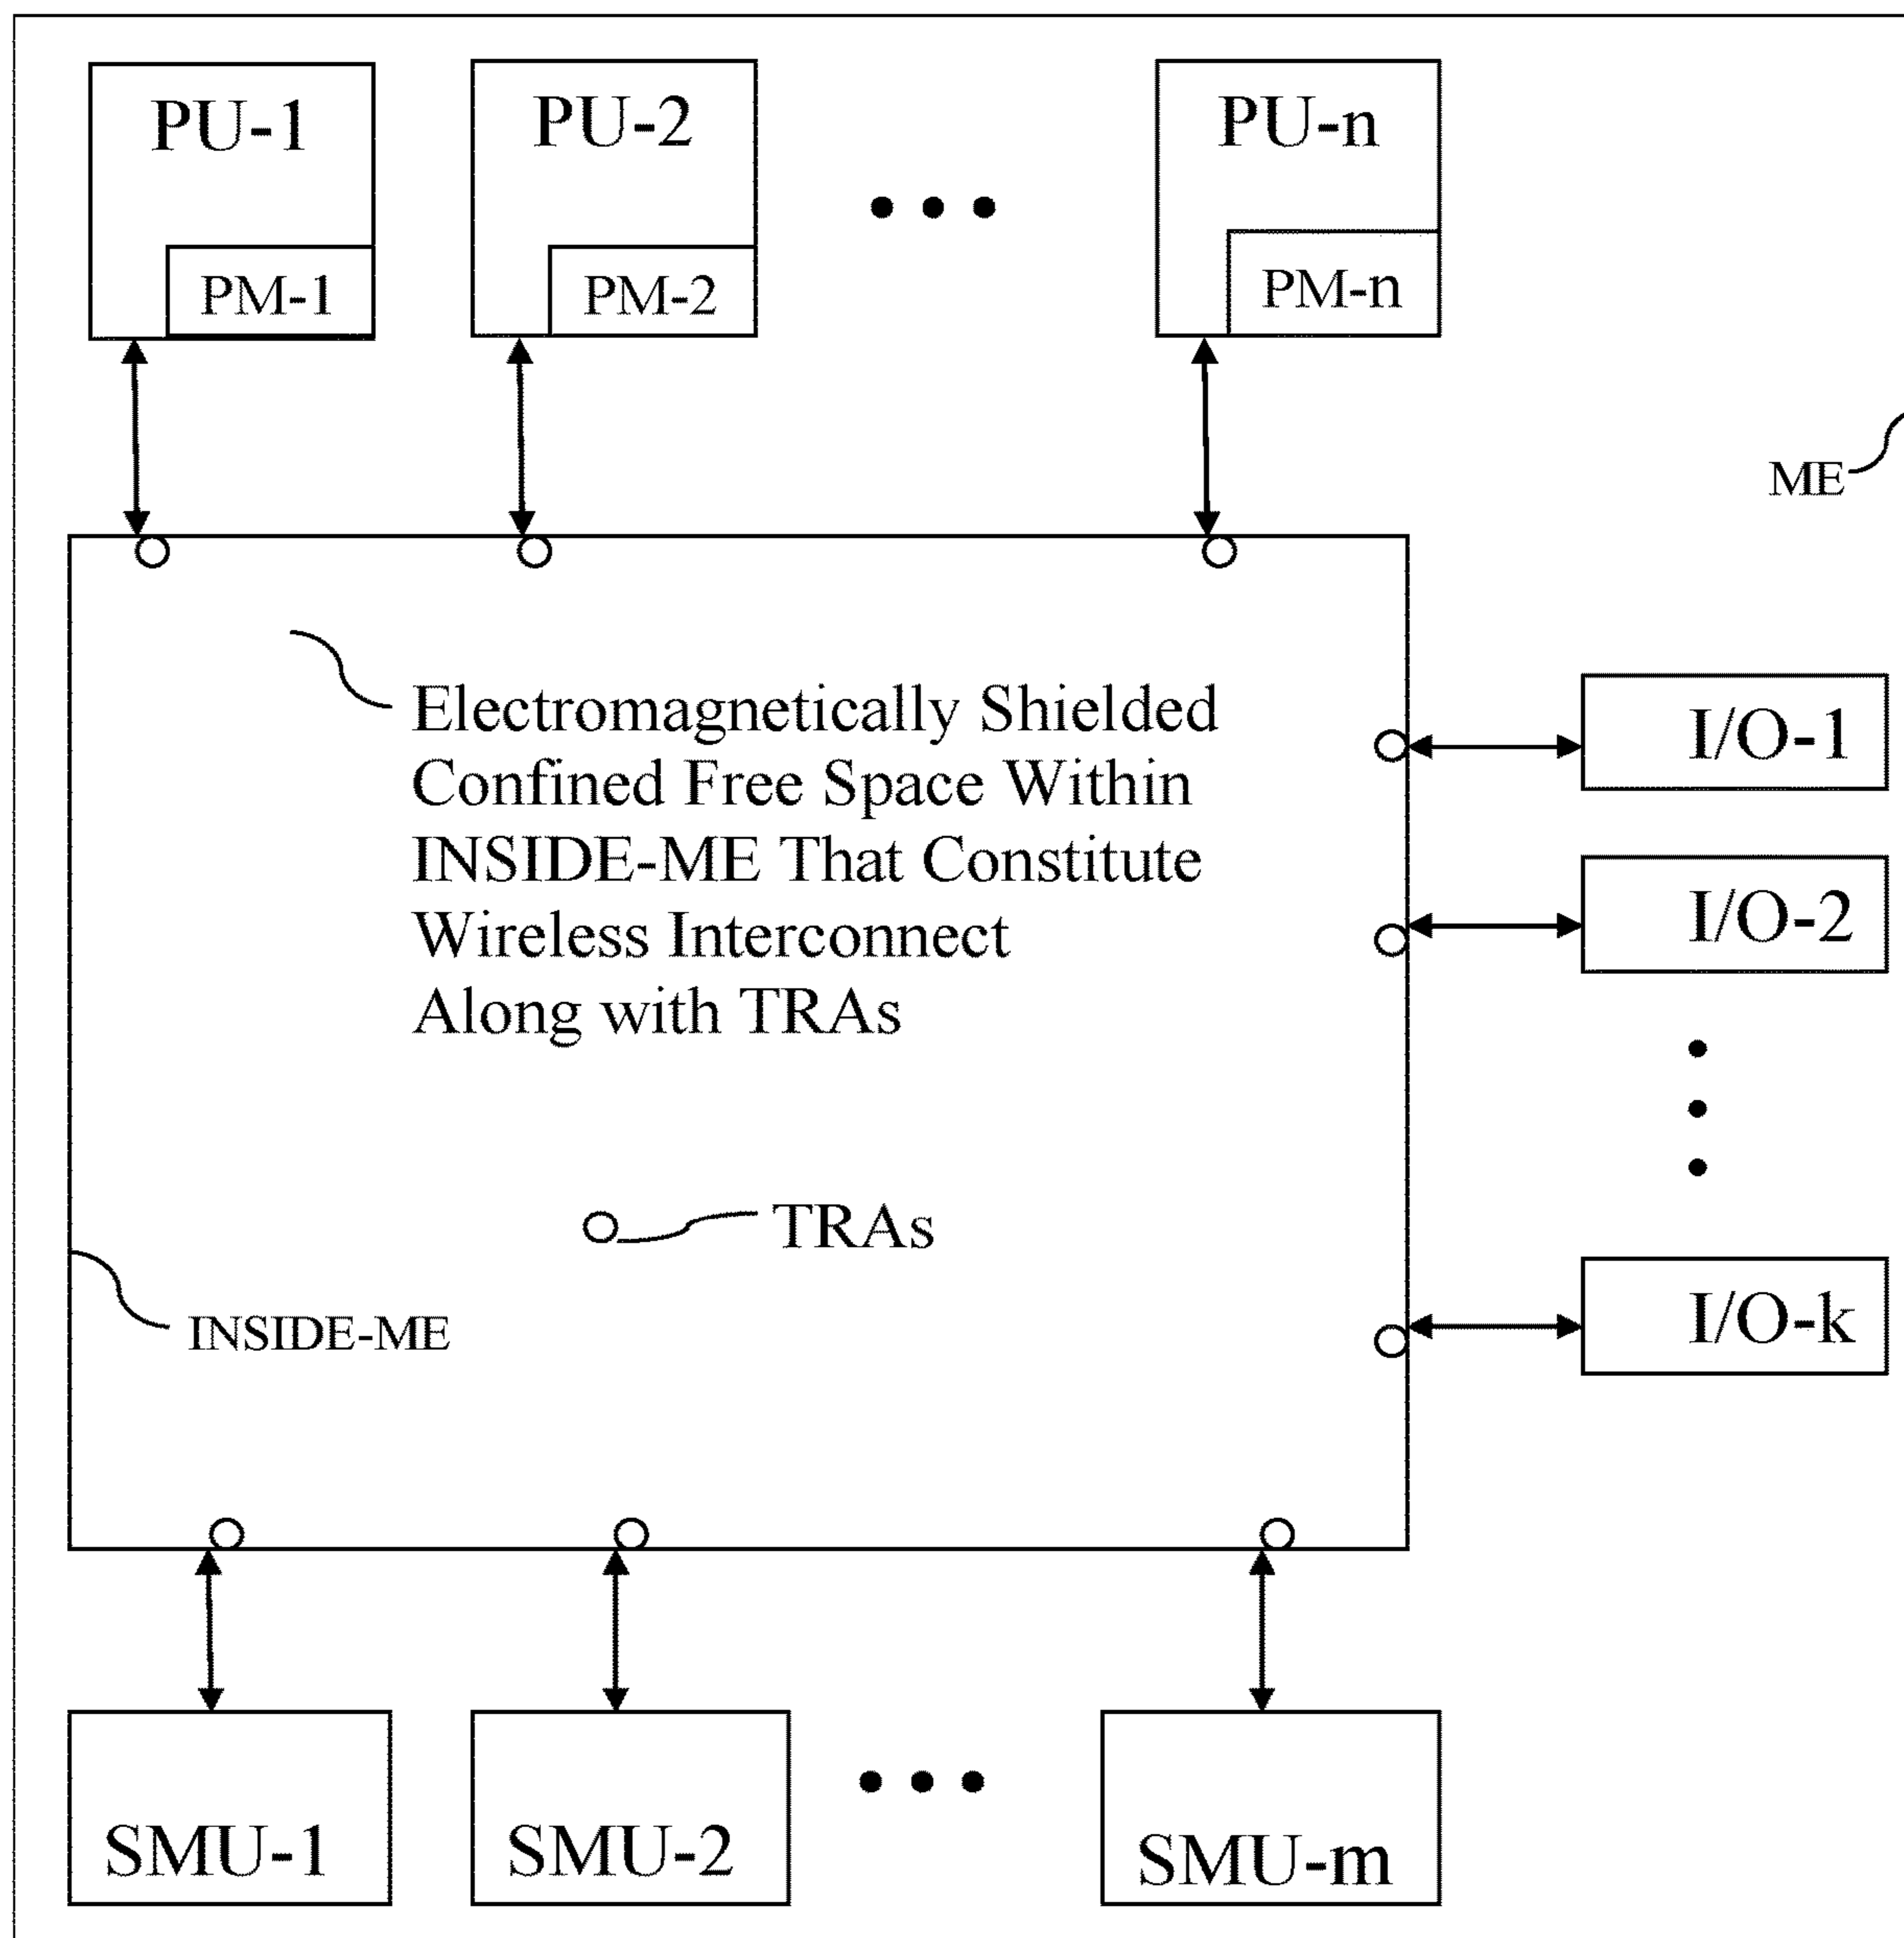 PU-1
PU-2
PU-n
PM-1
PM-2
PM-n
ME
Electromagnetically Shielded
Confined Free Space Within
INSIDE-ME That Constitute
Wireless Interconnect
Along with TRAs
I/O-1
I/O-2
TRAs
INSIDE-ME
I/O-k
SMU-1
SMU-2
SMU-m